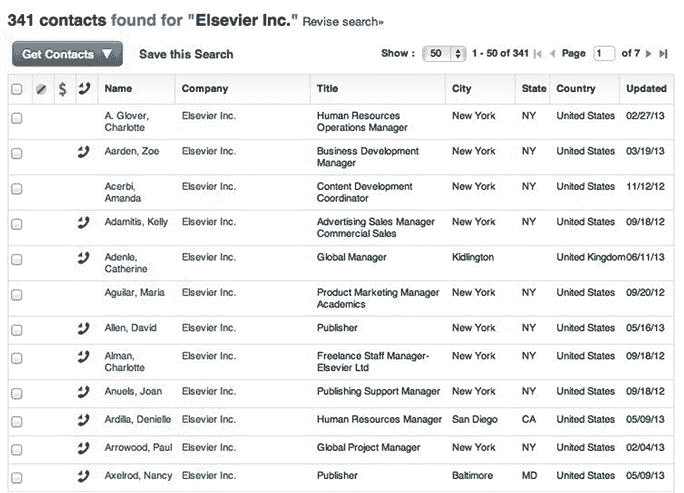 341 contacts found for "Elsevier Inc." Revise search»
Get Contacts ▼ Save this Search Show : 50 1 - 50 of 341 Page 1 of 7
$ Name Company Title City State Country Updated
A. Glover, Elsevier Inc. Human Resources New York NY United States 02/27/13
Charlotte Operations Manager
Aarden, Zoe Elsevier Inc. Business Development New York NY United States 03/19/13
Manager
Acerbi, Elsevier Inc. Content Development New York NY United States 11/12/12
Amanda Coordinator
Adamitis, Kelly Elsevier Inc. Advertising Sales Manager New York NY United States 09/18/12
Commercial Sales
Adenle, Elsevier Inc. Global Manager Kidlington United Kingdom 06/11/13
Catherine
Aguilar, Maria Elsevier Inc. Product Marketing Manager New York NY United States 09/20/12
Academics
Allen, David Elsevier Inc. Publisher New York NY United States 05/16/13
Alman, Elsevier Inc. Freelance Staff Manager- New York NY United States 09/18/12
Charlotte Elsevier Ltd
Anuels, Joan Elsevier Inc. Publishing Support Manager New York NY United States 09/18/12
Ardilla, Denielle Elsevier Inc. Human Resources Manager San Diego CA United States 05/09/13
Arrowood, Paul Elsevier Inc. Global Project Manager New York NY United States 02/04/13
Axelrod, Nancy Elsevier Inc. Publisher Baltimore MD United States 05/09/13